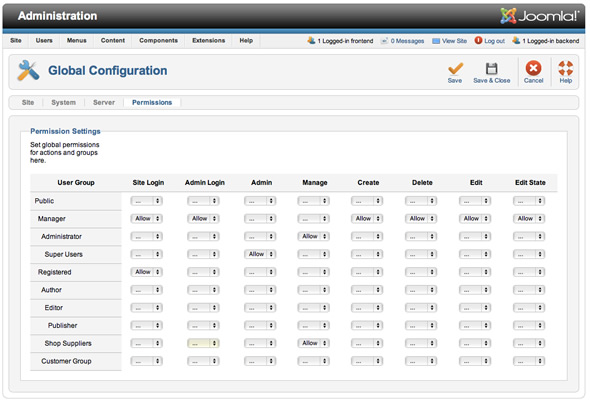 Administration Joomla!
Site Users Menus Content Components Extensions Help 1 Logged-in frontend 0 Messages View Site Log out 1 Logged-in backend
Global Configuration Save Save & Close Cancel Help
Site System Server Permissions
Permission Settings
Set global permissions
for actions and groups
here.
User Group Site Login Admin Login Admin Manage Create Delete Edit Edit State
Public ... ... ... ... ... ... ... ...
Manager Allow Allow ... ... Allow Allow Allow Allow
Administrator ... ... ... Allow ... ... ... ...
Super Users ... ... Allow ... ... ... ... ...
Registered Allow ... ... ... ... ... ... ...
Author ... ... ... ... ... ... ... ...
Editor ... ... ... ... ... ... ... ...
Publisher ... ... ... ... ... ... ... ...
Shop Suppliers ... ... ... Allow ... ... ... ...
Customer Group ... ... ... ... ... ... ... ...